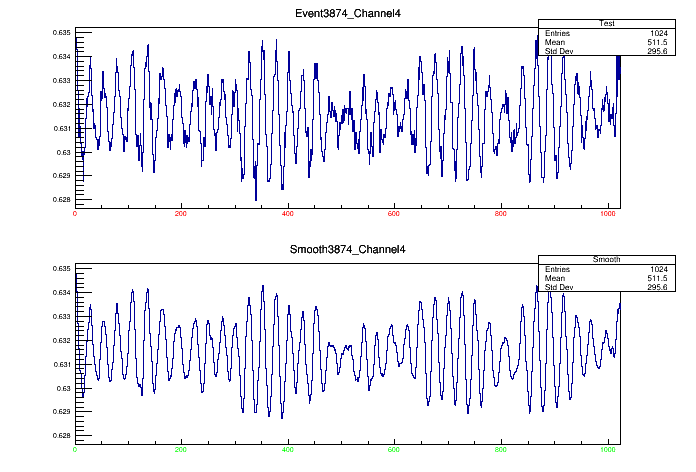 Event3874_Channel4
Test
Entries 1024
Mean 511.5
Std Dev 295.6
0.635
0.634
0.633
0.632
0.631
0.63
0.629
0.628
0 200 400 600 800 1000
Smooth3874_Channel4
Smooth
Entries 1024
Mean 511.5
Std Dev 295.6
0.635
0.634
0.633
0.632
0.631
0.63
0.629
0.628
0 200 400 600 800 1000